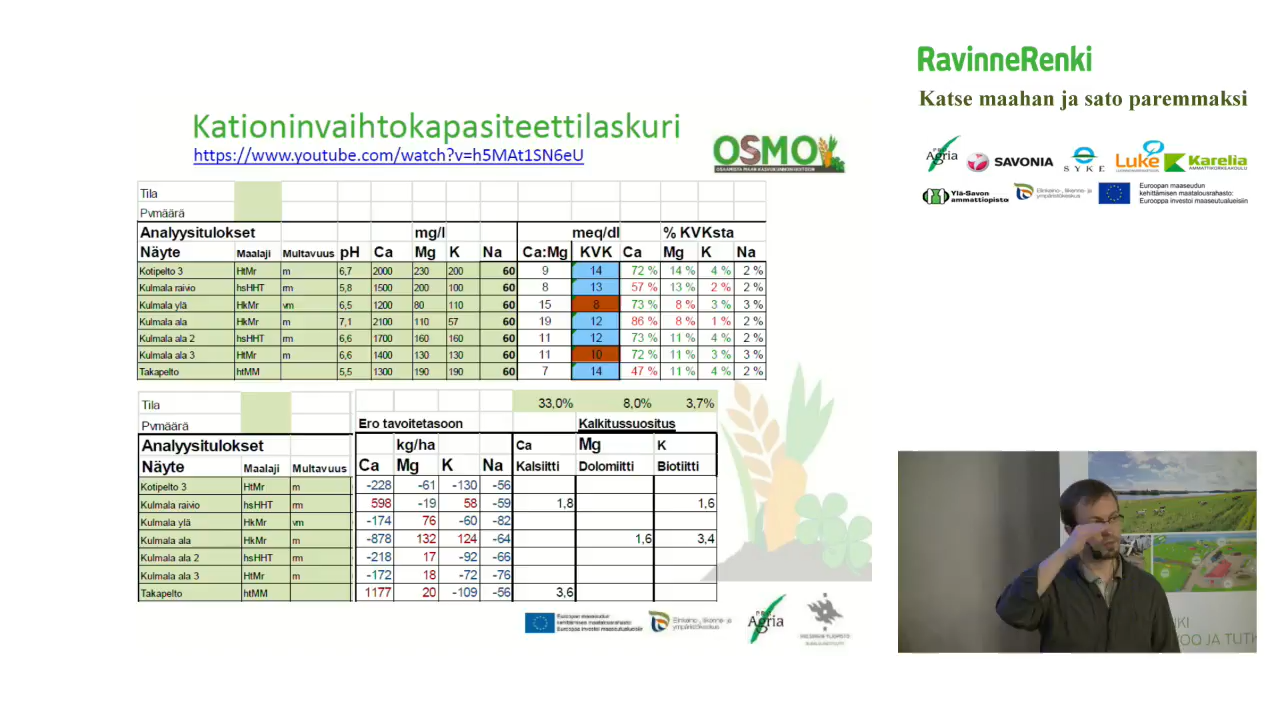 RavinneRenki
Katse maahan ja sato paremmaksi
Agria SAVONIA SYKE Luke Karelia
AMMATTIKORKEAKOULU
Ylä-Savon ammattiopisto
Euroopan maaseudun
kehittämisen maatalousrahasto:
Eurooppa investoi maaseutualueisiin
Kationinvaihtokapasiteettilaskuri
https://www.youtube.com/watch?v=h5MAt1SN6eU
OSMO
Tila
Pvmäärä
Analyysitulokset mg/l meq/dl % KVKsta
Näyte Maalaji Multavuus pH Ca Mg K Na Ca:Mg KVK Ca Mg K Na
Kotipelto 3 HtMr m 6,7 2000 230 200 60 9 14 72 % 14 % 4 % 2 %
Kulmala raivio hsHHT rm 5,8 1500 200 100 60 8 13 57 % 13 % 2 % 2 %
Kulmala ylä HkMr vm 6,5 1200 80 110 60 15 8 73 % 8 % 3 % 3 %
Kulmala ala HkMr m 7,1 2100 110 57 60 19 12 86 % 8 % 1 % 2 %
Kulmala ala 2 hsHHT rm 6,6 1700 160 160 60 11 12 73 % 11 % 4 % 2 %
Kulmala ala 3 HtMr m 6,6 1400 130 130 60 11 10 72 % 11 % 3 % 3 %
Takapelto htMM 5,5 1300 190 190 60 7 14 47 % 11 % 4 % 2 %
Tila 33,0% 8,0% 3,7%
Pvmäärä Ero tavoitetasoon Kalkitussuositus
Analyysitulokset kg/ha Ca Mg K
Näyte Maalaji Multavuus Ca Mg K Na Kalsiitti Dolomiitti Biotiitti
Kotipelto 3 HtMr m -228 -61 -130 -56
Kulmala raivio hsHHT rm 598 -19 58 -59 1,8 1,6
Kulmala ylä HkMr vm -174 76 -60 -82
Kulmala ala HkMr m -878 132 124 -64 1,6 3,4
Kulmala ala 2 hsHHT rm -218 17 -92 -66
Kulmala ala 3 HtMr m -172 18 -72 -76
Takapelto htMM 1177 20 -109 -56 3,6
Agria
OO JA TUTK